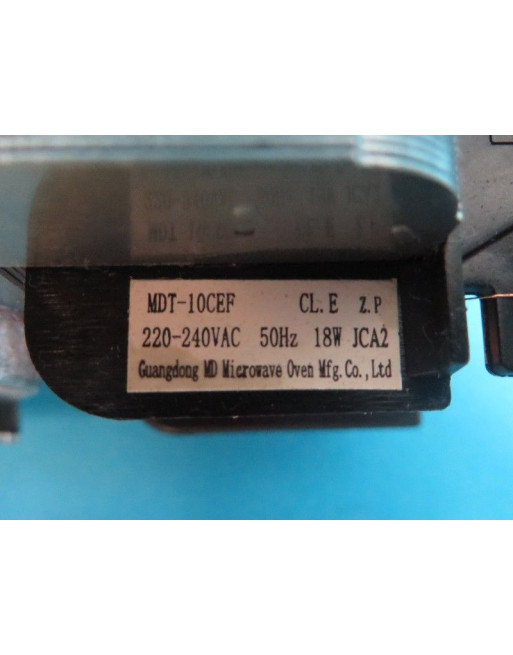 MDT-10CEF CL.E Z.P
220-240VAC 50Hz 18W JCA2
Guangdong MD Microwave Oven Mfg.Co.,Ltd